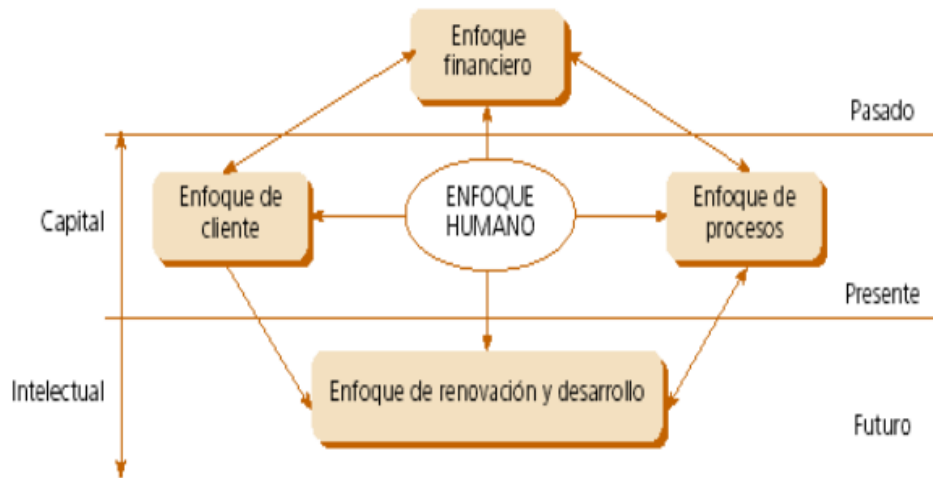 Enfoque
financiero
Pasado
Enfoque de
cliente
ENFOQUE
HUMANO
Enfoque de
procesos
Capital
Presente
Enfoque de renovación y desarrollo
Intelectual
Futuro